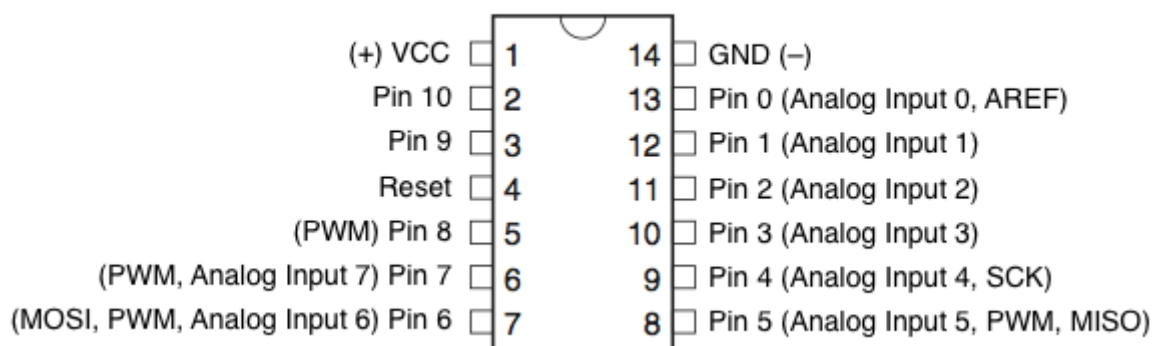 (+) VCC 1 14 GND (–)
Pin 10 2 13 Pin 0 (Analog Input 0, AREF)
Pin 9 3 12 Pin 1 (Analog Input 1)
Reset 4 11 Pin 2 (Analog Input 2)
(PWM) Pin 8 5 10 Pin 3 (Analog Input 3)
(PWM, Analog Input 7) Pin 7 6 9 Pin 4 (Analog Input 4, SCK)
(MOSI, PWM, Analog Input 6) Pin 6 7 8 Pin 5 (Analog Input 5, PWM, MISO)